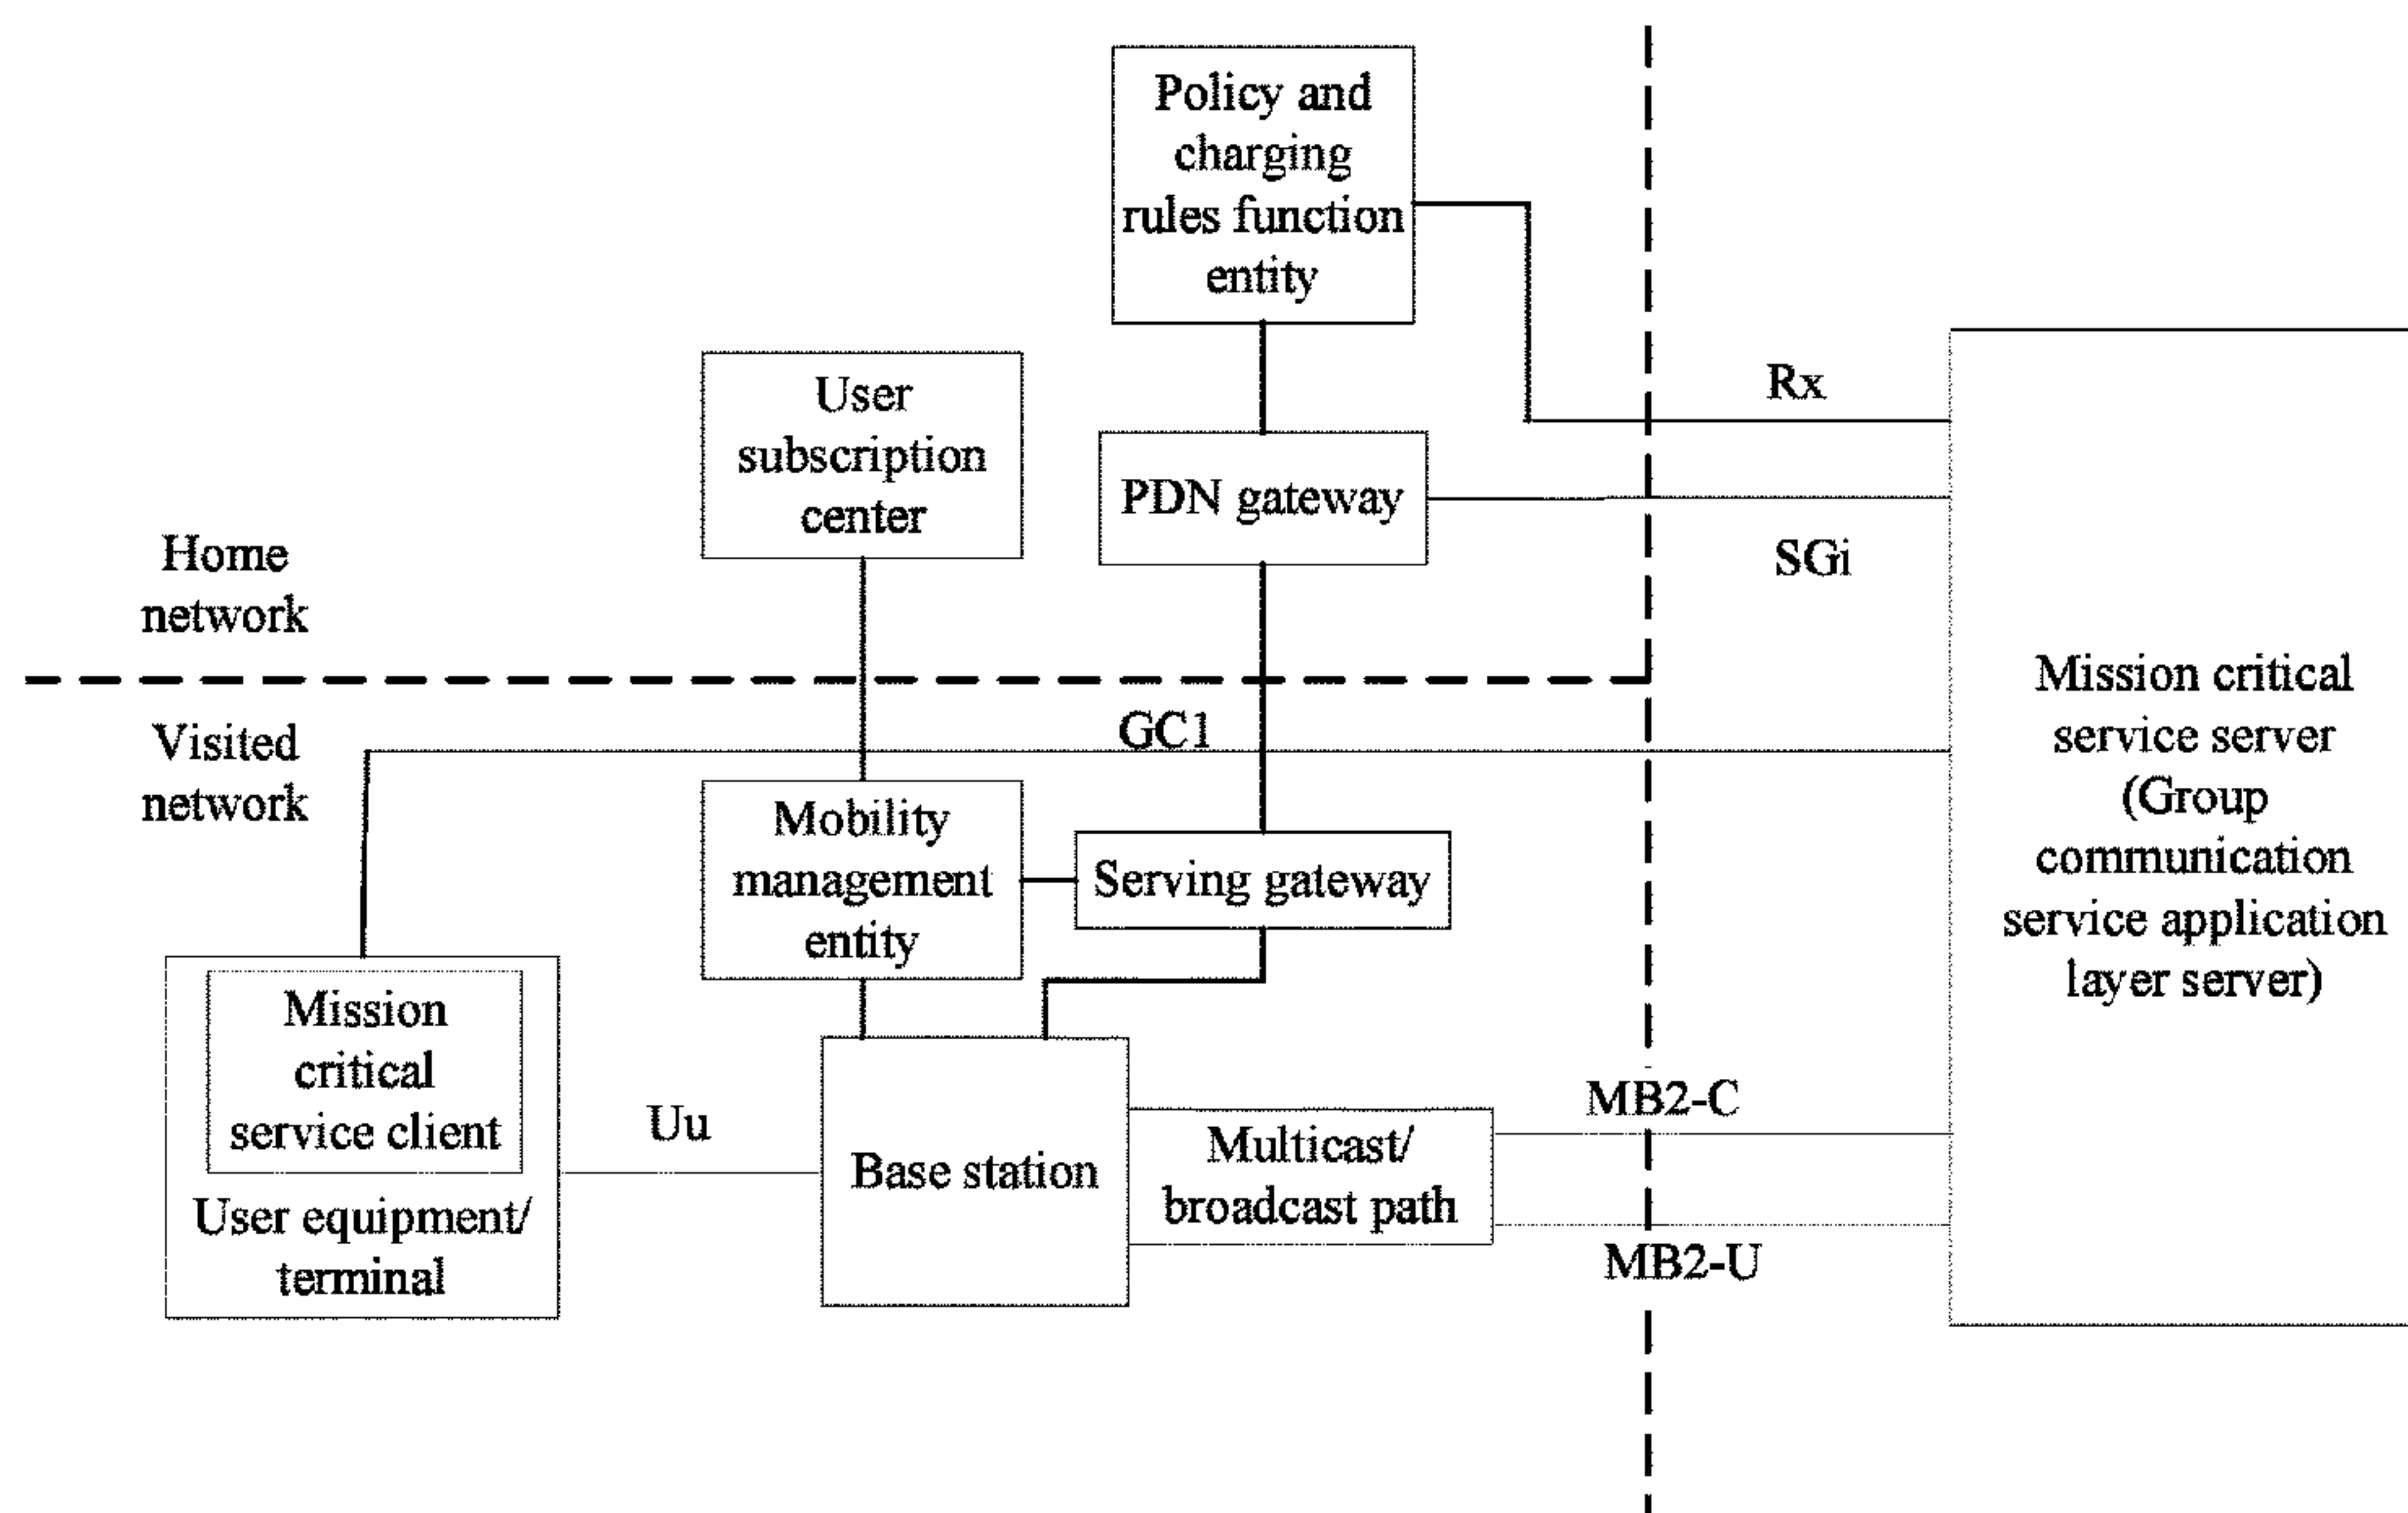 Policy and
charging
rules function
entity
User
subscription
center
Rx
PDN gateway
SGi
Home
network
Visited
network
GC1
Mobility
management
entity
Serving gateway
Mission critical
service server
(Group
communication
service application
layer server)
Mission
critical
service client
User equipment/
terminal
Uu
Base station
Multicast/
broadcast path
MB2-C
MB2-U